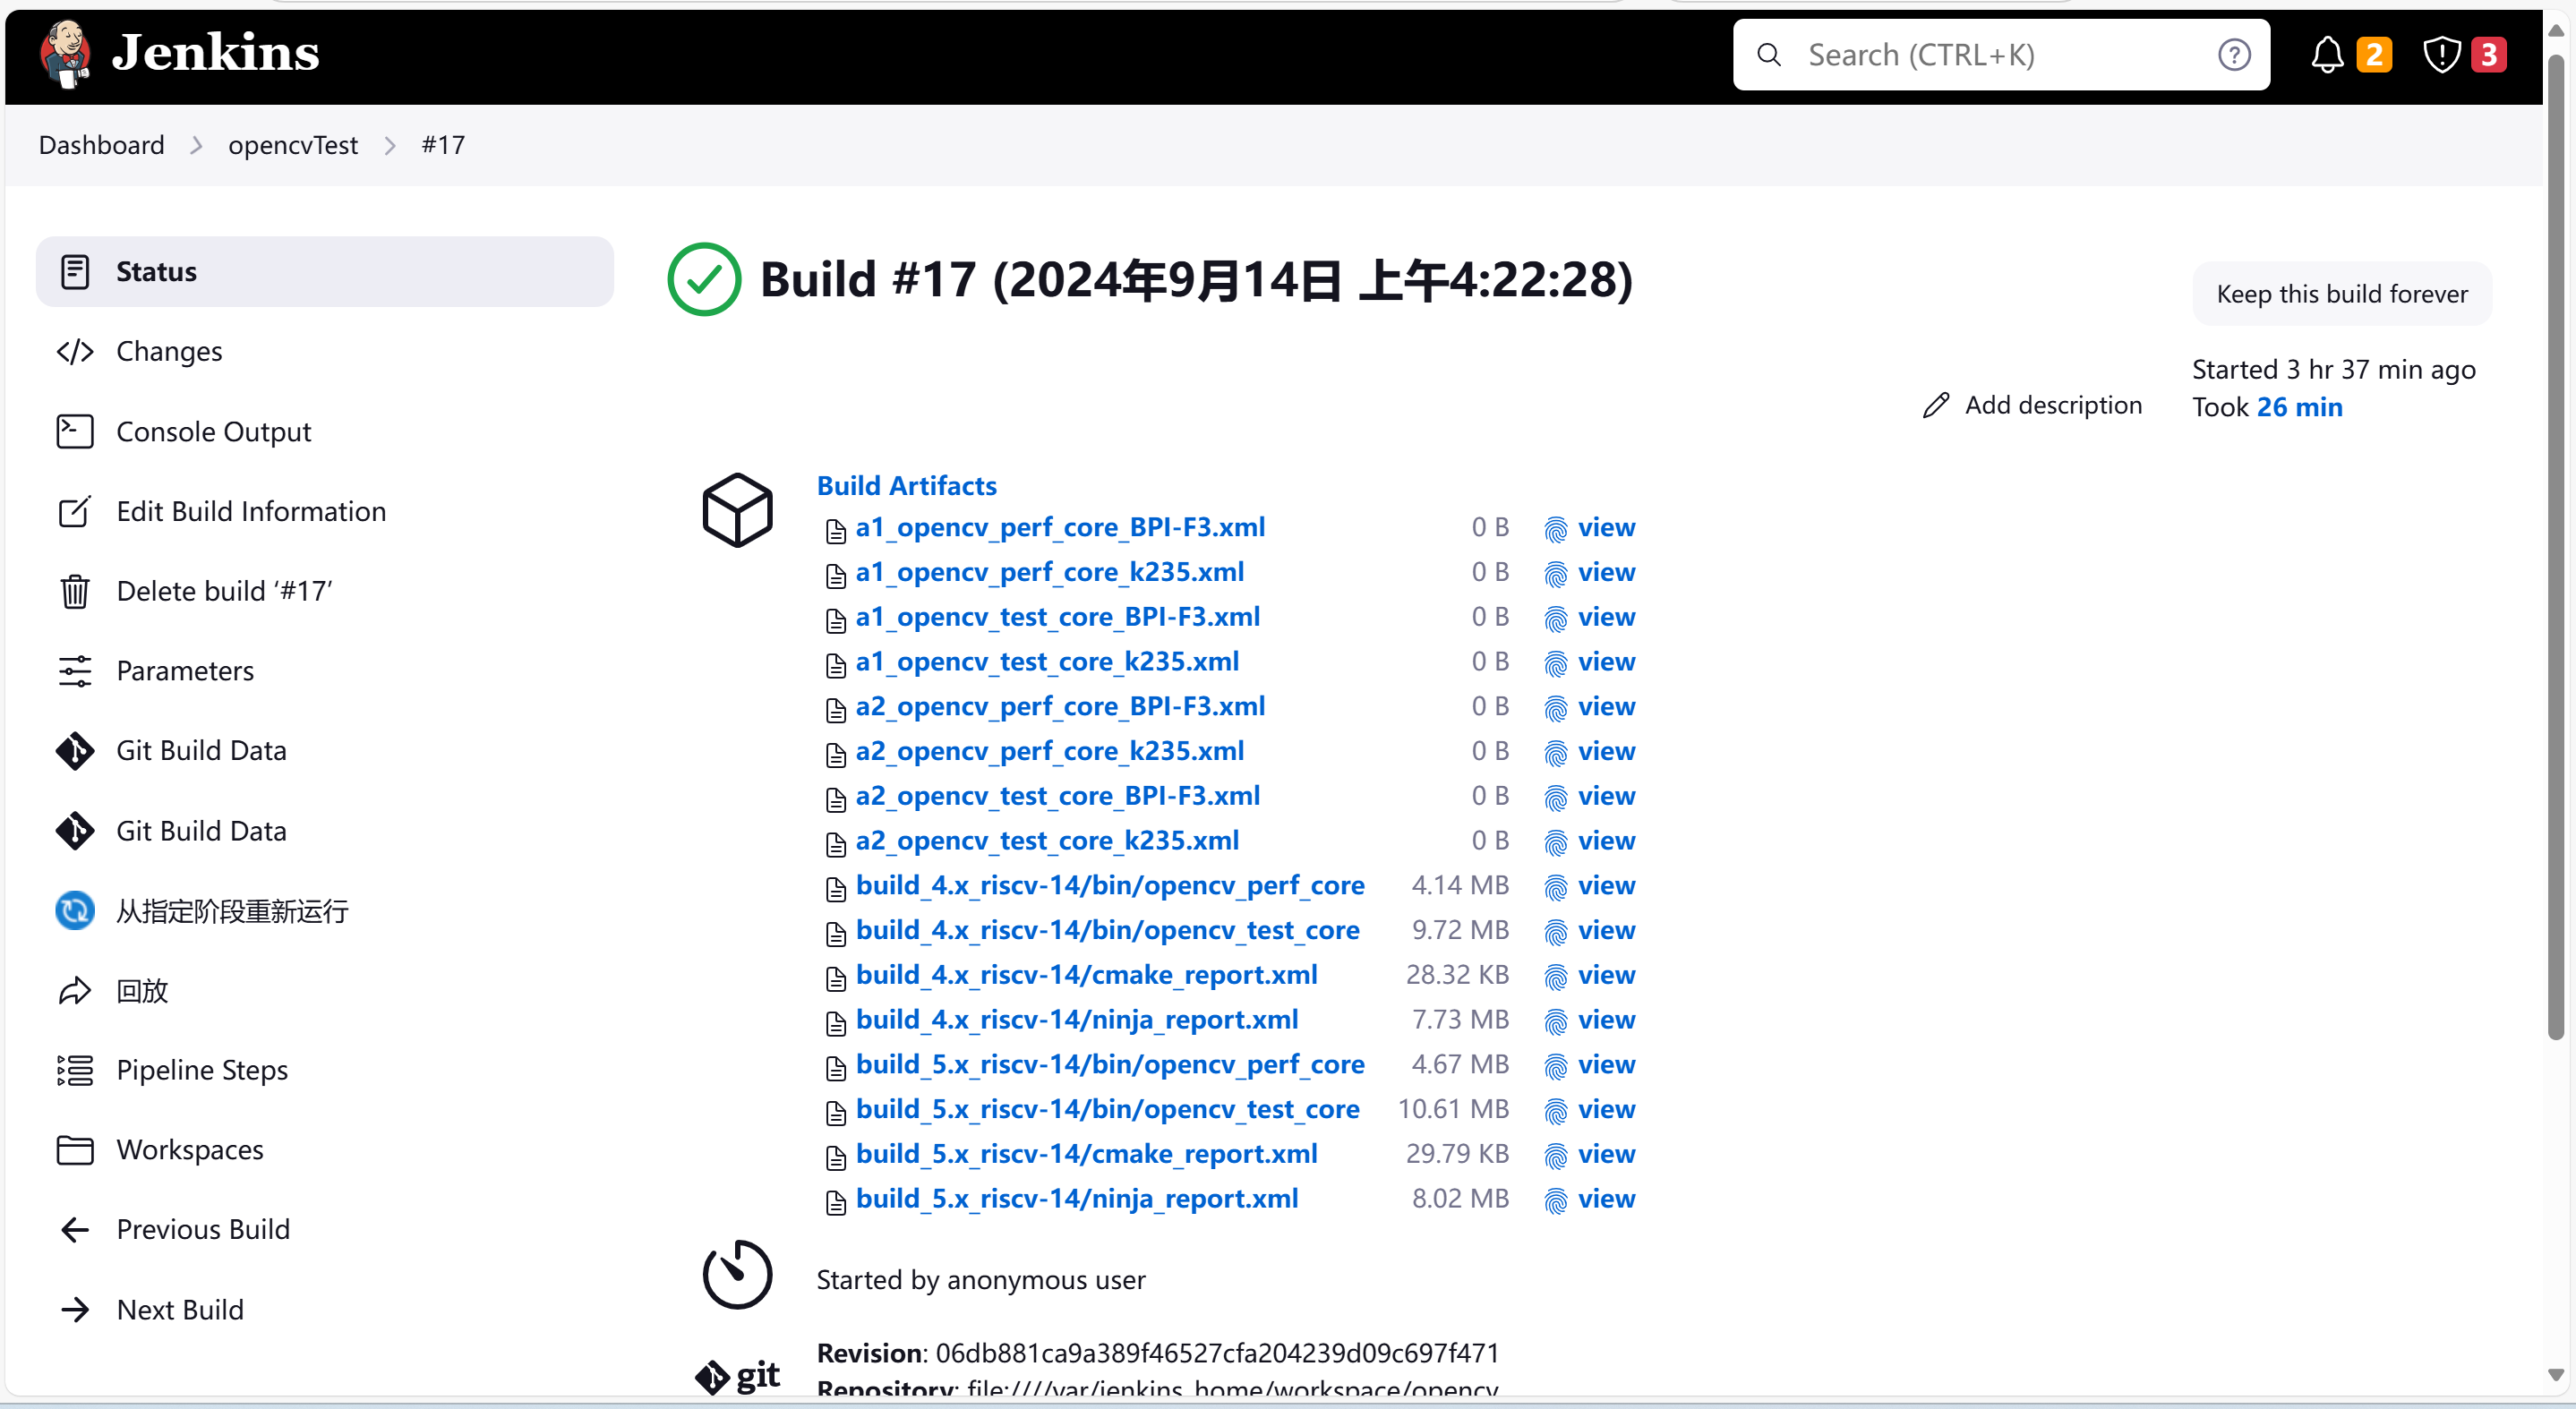 Jenkins
Search (CTRL+K)
2
3
Dashboard > opencvTest > #17
Status
Changes
Console Output
Edit Build Information
Delete build ‘#17’
Parameters
Git Build Data
Git Build Data
从指定阶段重新运行
回放
Pipeline Steps
Workspaces
Previous Build
Next Build
Build #17 (2024年9月14日 上午4:22:28)
Keep this build forever
Add description
Started 3 hr 37 min ago
Took 26 min
Build Artifacts
a1_opencv_perf_core_BPI-F3.xml 0 B view
a1_opencv_perf_core_k235.xml 0 B view
a1_opencv_test_core_BPI-F3.xml 0 B view
a1_opencv_test_core_k235.xml 0 B view
a2_opencv_perf_core_BPI-F3.xml 0 B view
a2_opencv_perf_core_k235.xml 0 B view
a2_opencv_test_core_BPI-F3.xml 0 B view
a2_opencv_test_core_k235.xml 0 B view
build_4.x_riscv-14/bin/opencv_perf_core 4.14 MB view
build_4.x_riscv-14/bin/opencv_test_core 9.72 MB view
build_4.x_riscv-14/cmake_report.xml 28.32 KB view
build_4.x_riscv-14/ninja_report.xml 7.73 MB view
build_5.x_riscv-14/bin/opencv_perf_core 4.67 MB view
build_5.x_riscv-14/bin/opencv_test_core 10.61 MB view
build_5.x_riscv-14/cmake_report.xml 29.79 KB view
build_5.x_riscv-14/ninja_report.xml 8.02 MB view
Started by anonymous user
git
Revision: 06db881ca9a389f46527cfa204239d09c697f471
Repository: file:////var/jenkins_home/workspace/opencv